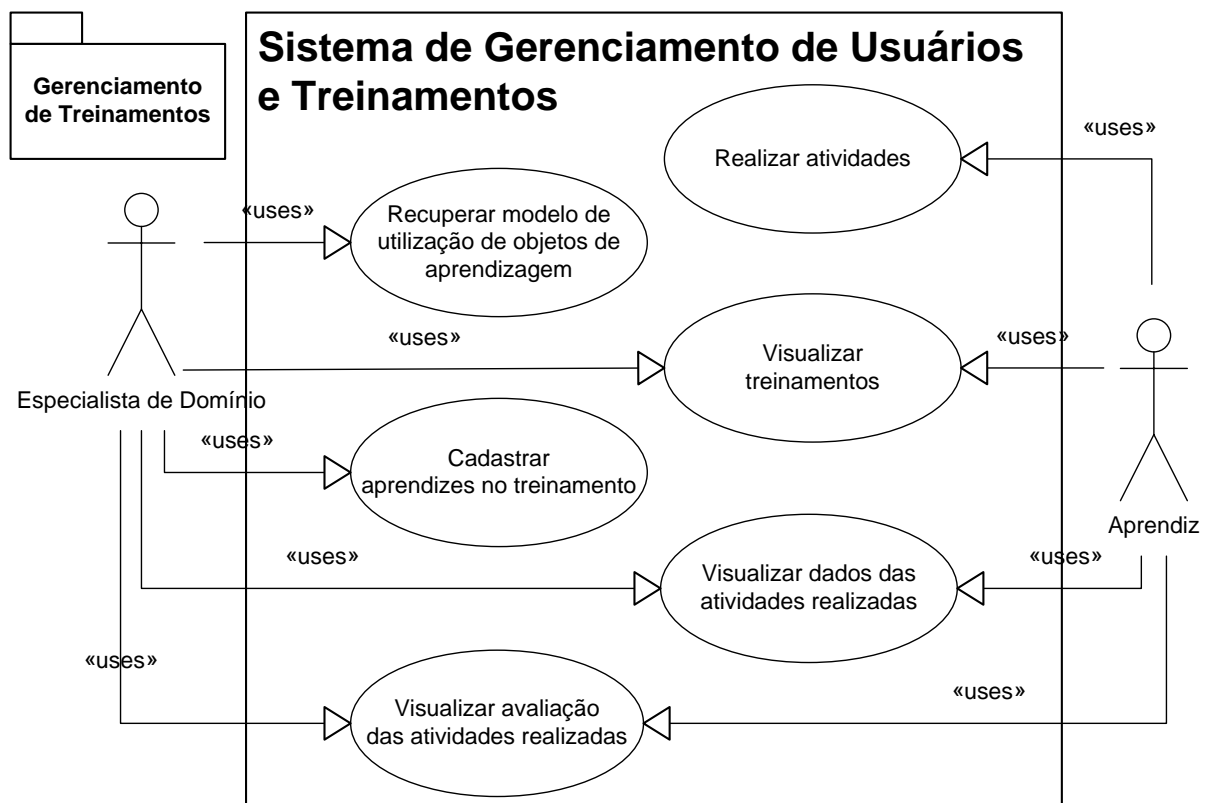 Gerenciamento
de Treinamentos
Sistema de Gerenciamento de Usuários
e Treinamentos
«uses»
Realizar atividades
«uses»
Recuperar modelo de
utilização de objetos de
aprendizagem
«uses»
Visualizar
treinamentos
«uses»
Especialista de Domínio
«uses»
Cadastrar
aprendizes no treinamento
Aprendiz
«uses»
Visualizar dados das
atividades realizadas
«uses»
«uses»
Visualizar avaliação
das atividades realizadas
«uses»